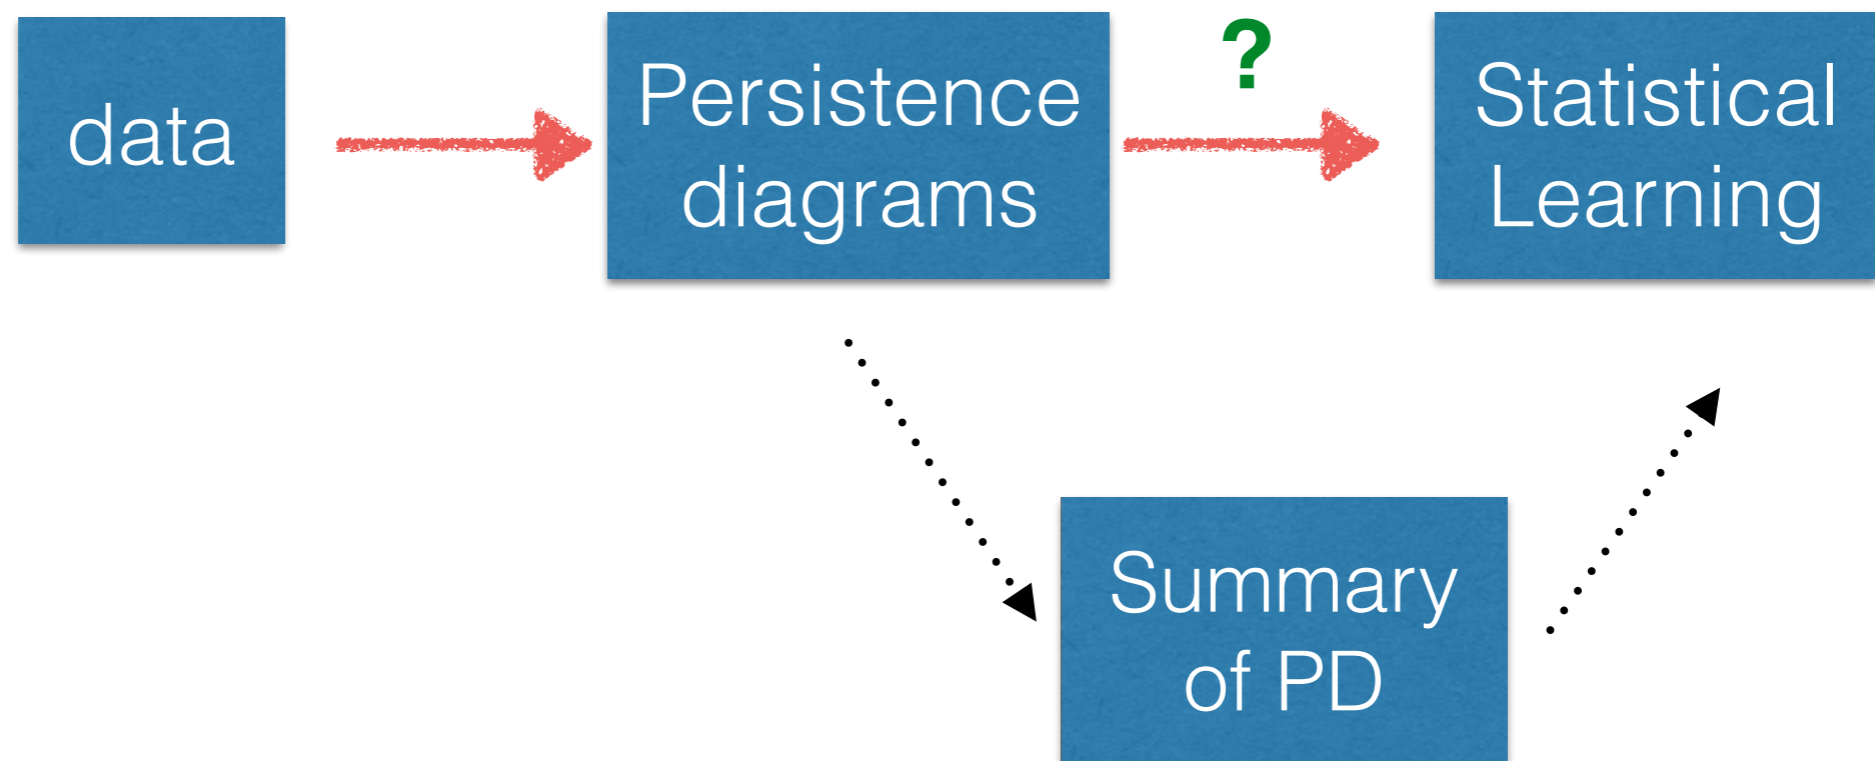 data
Persistence
diagrams
?
Statistical
Learning
Summary
of PD